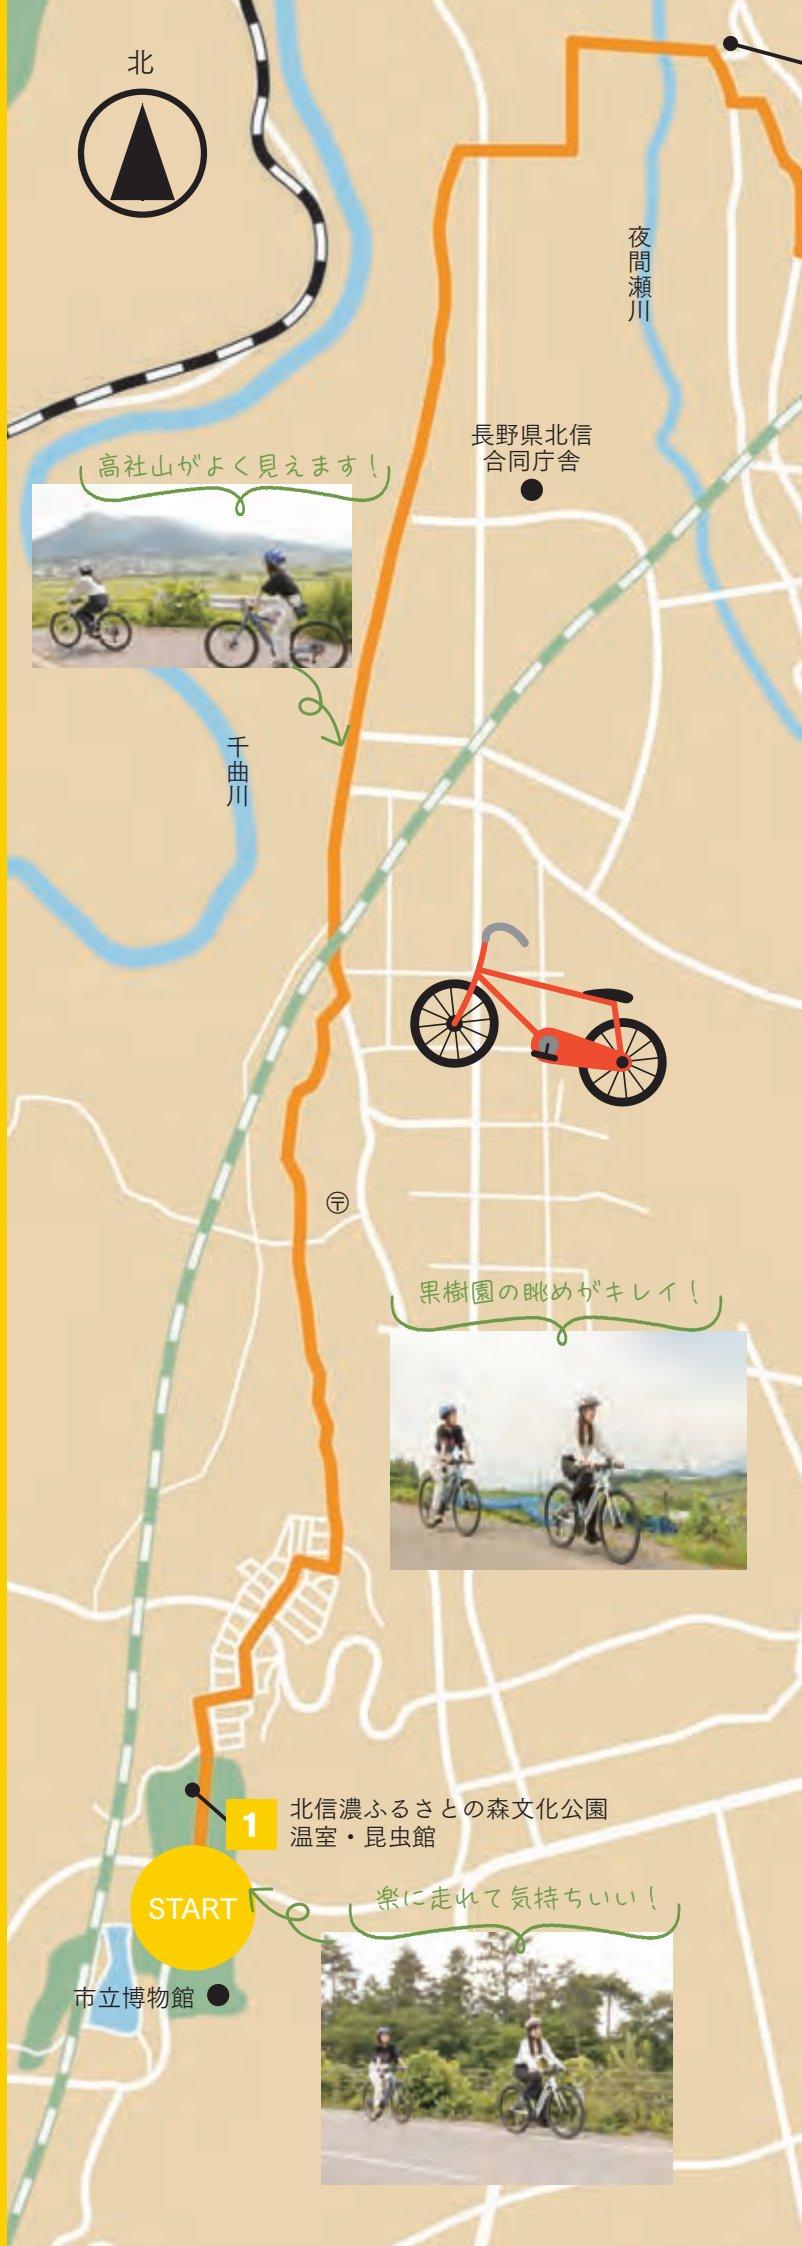 北
夜間瀬川
長野県北信
合同庁舎
高社山がよく見えます！
千曲川
〒
果樹園の眺めがキレイ！
1
北信濃ふるさとの森文化公園
温室・昆虫館
START
楽に走れて気持ちいい！
市立博物館